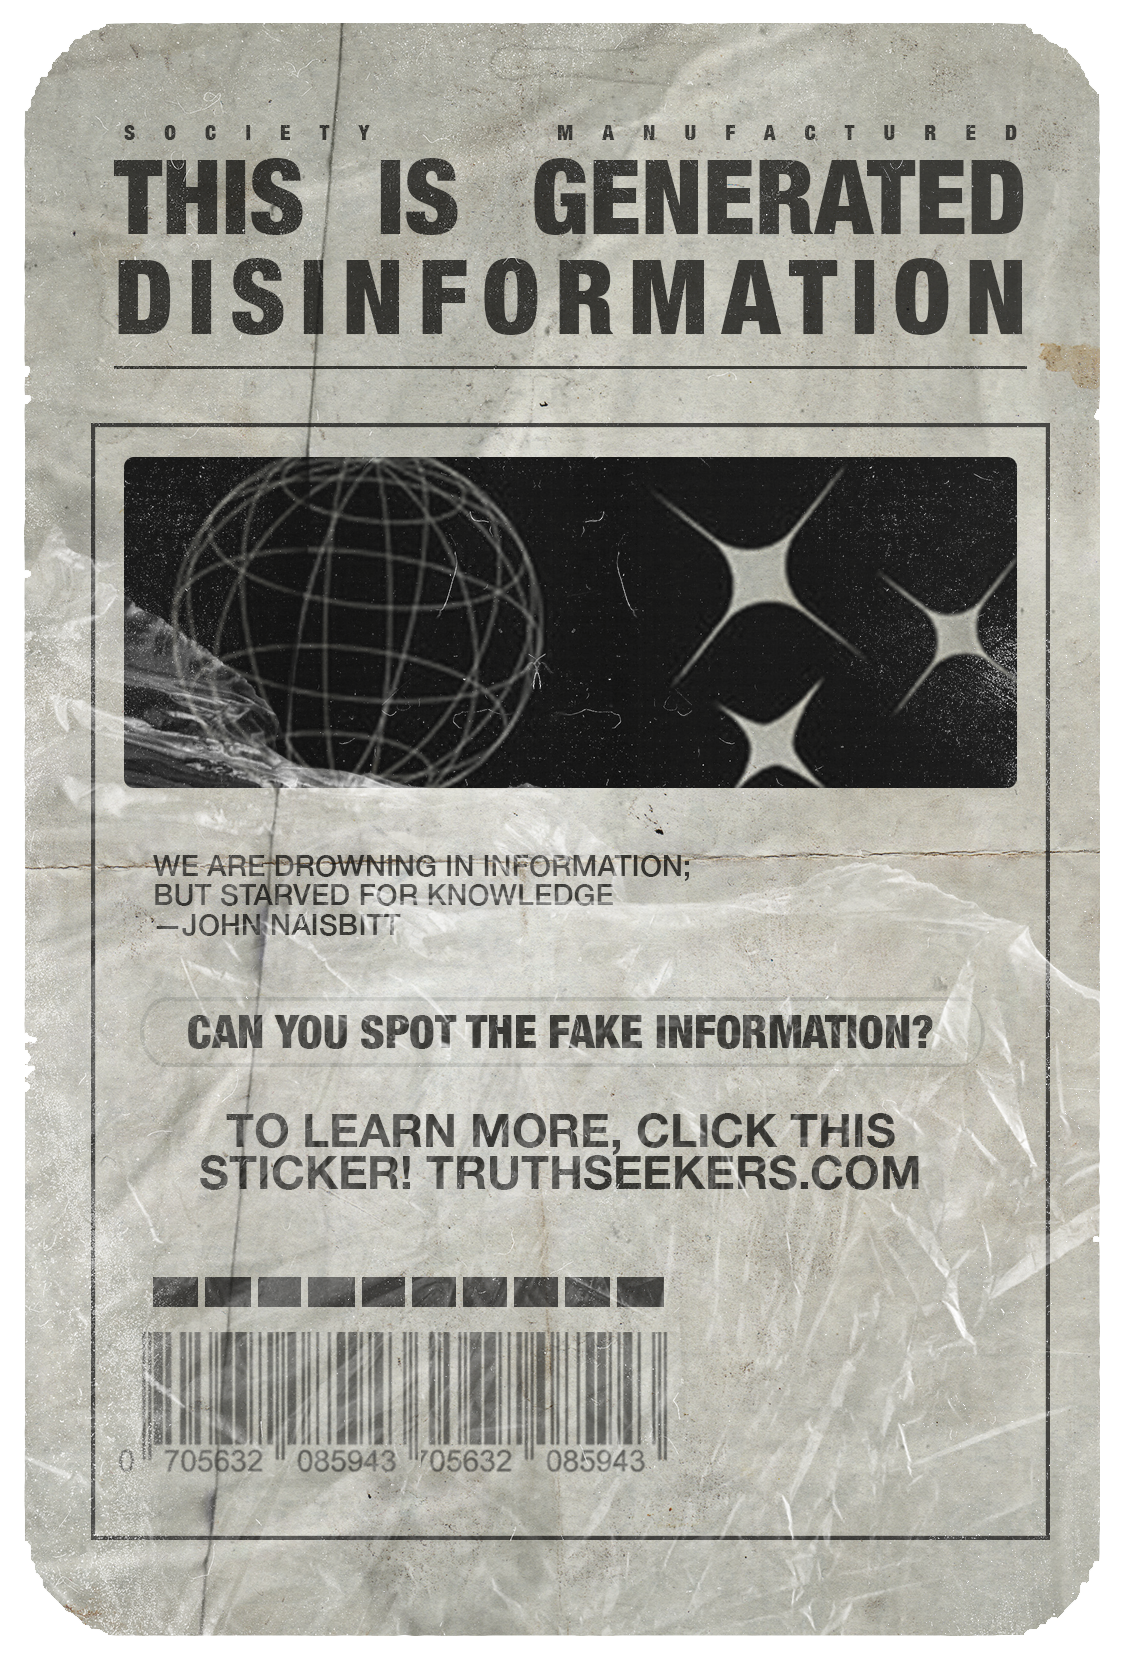 SOCIETY MANUFACTURED
THIS IS GENERATED
DISINFORMATION
WE ARE DROWNING IN INFORMATION;
BUT STARVED FOR KNOWLEDGE
—JOHN NAISBITT
CAN YOU SPOT THE FAKE INFORMATION?
TO LEARN MORE, CLICK THIS
STICKER! TRUTHSEEKERS.COM
0 705632 085943 705632 085943